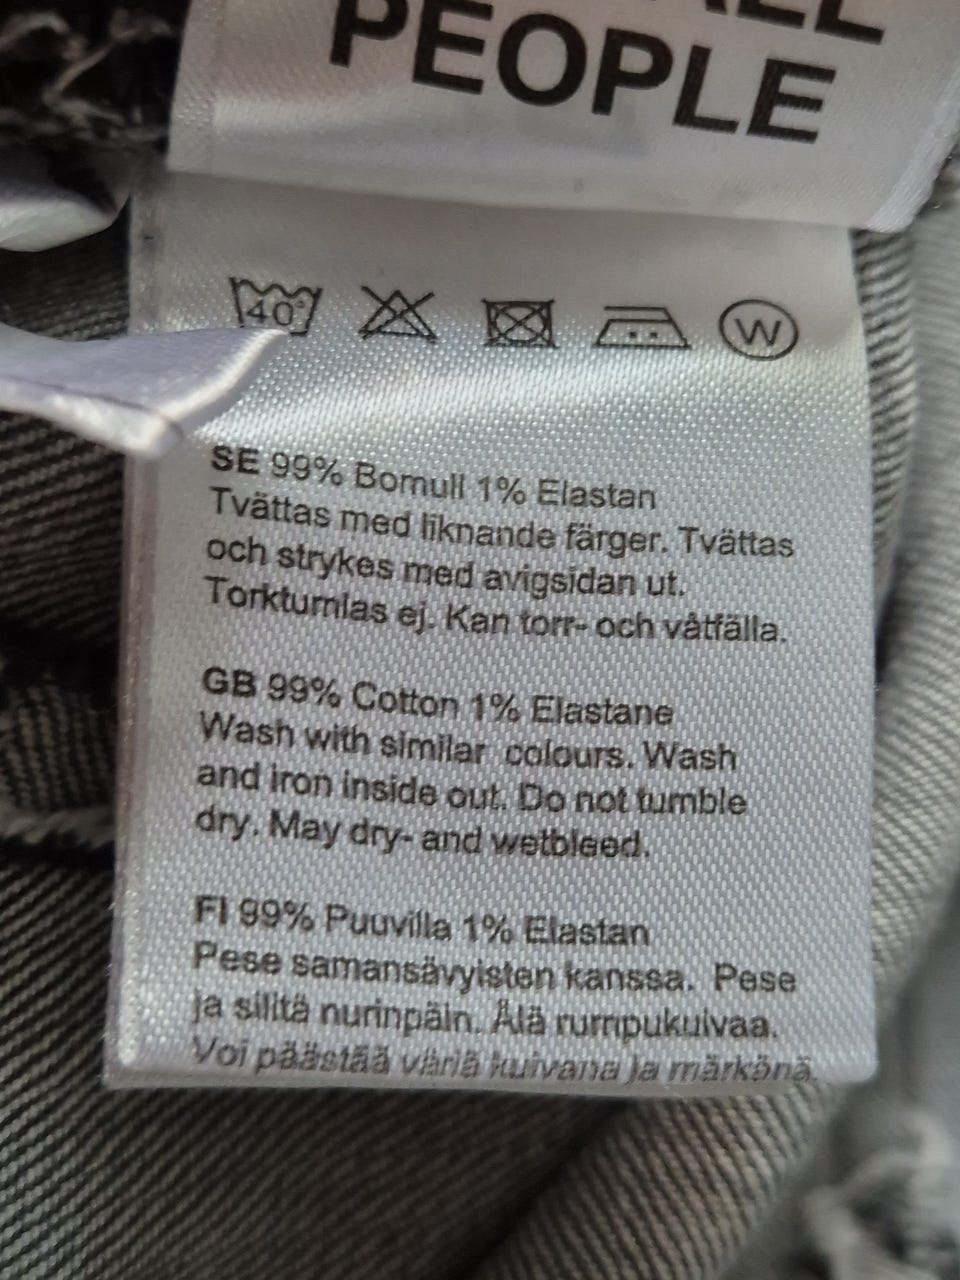 PEOPLE
40°
W
SE 99% Bomull 1% Elastan
Tvättas med liknande färger. Tvättas
och strykes med avigsidan ut.
Torktumlas ej. Kan torr- och våtfälla.
GB 99% Cotton 1% Elastane
Wash with similar colours. Wash
and iron inside out. Do not tumble
dry. May dry- and wetbleed.
FI 99% Puuvilla 1% Elastan
Pese samansävyisten kanssa. Pese
ja silitä nurinpäin. Älä rumpukuivaa.
Voi päästää väriä kuivana ja märkänä.